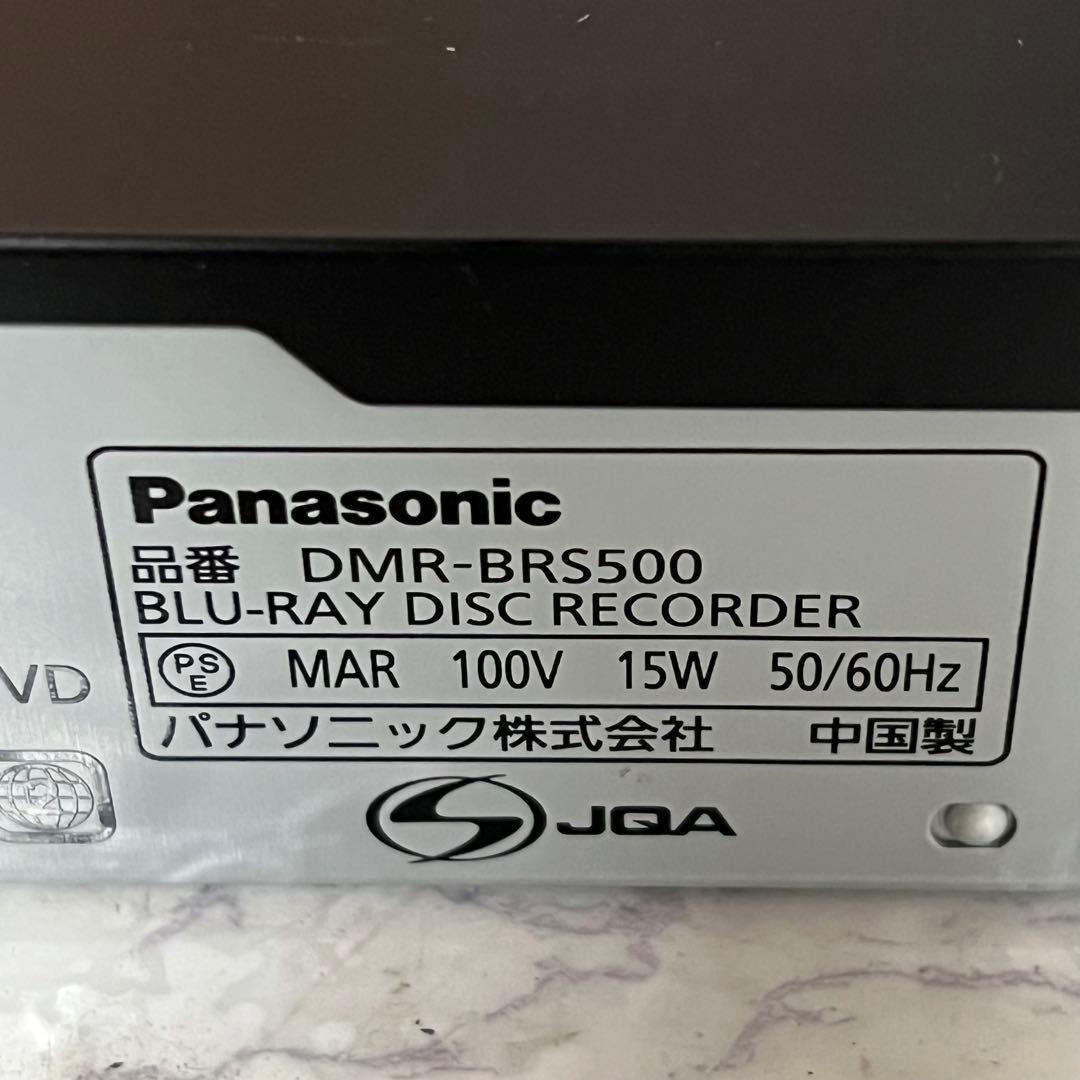 Panasonic
品番 DMR-BRS500
BLU-RAY DISC RECORDER
PSE MAR 100V 15W 50/60Hz
パナソニック株式会社 中国製
VD
JQA